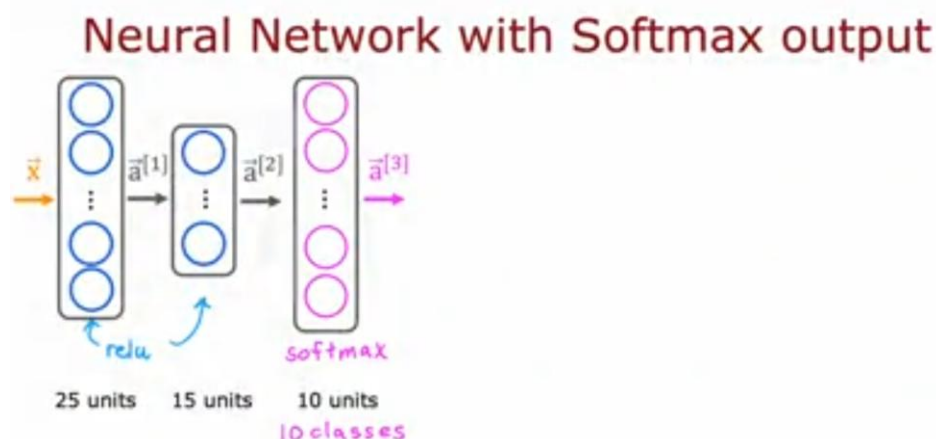 Neural Network with Softmax output
x⃗
a⃗[1]
a⃗[2]
a⃗[3]
relu
softmax
25 units
15 units
10 units
10 classes